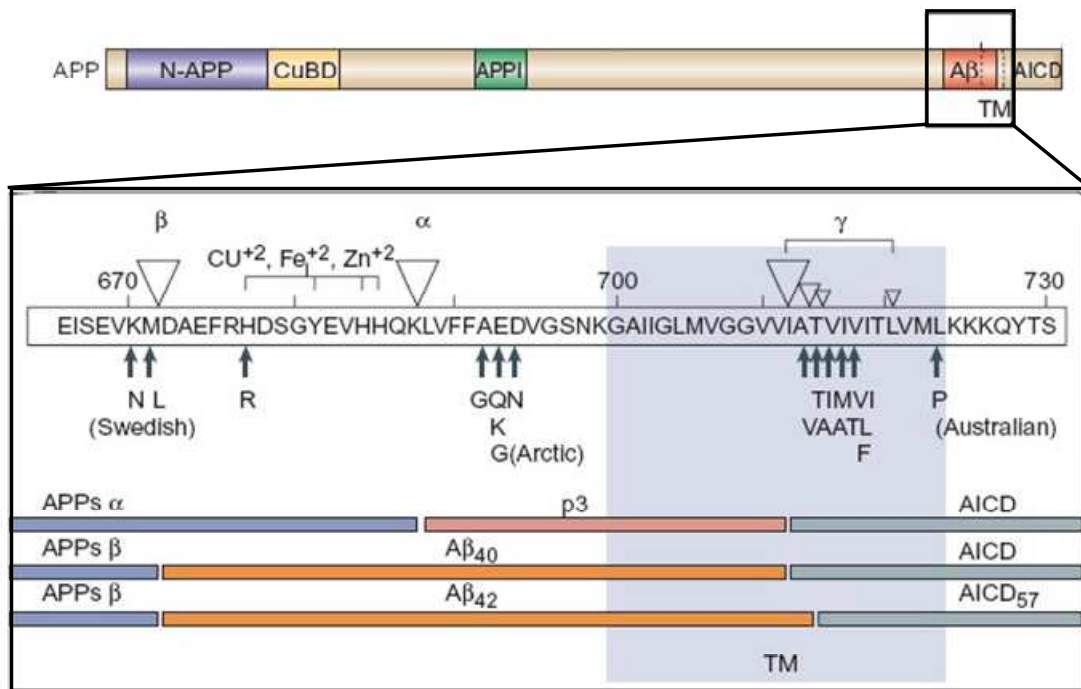 APP N-APP CuBD APPI Aβ AICD
TM
β α γ
CU+2, Fe+2, Zn+2
670 700 730
EISEVKMDAEFRHDSGYEVHHQKLVFFAEDVGSNKGAIIGLMVGGVVIATVIVITLVMLKKKQYTS
N L R GQN TIMVI P
(Swedish) K VAATL (Australian)
G(Arctic) F
APPs α p3 AICD
APPs β Aβ40 AICD
APPs β Aβ42 AICD57
TM